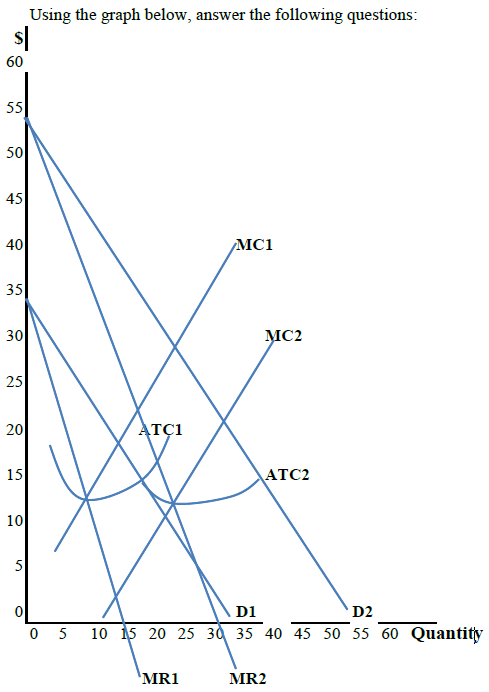 Using the graph below, answer the following questions:
$
60
55
50
45
40
MC1
35
30
MC2
25
20
ATC1
15
ATC2
10
5
0
D1
D2
0 5 10 15 20 25 30 35 40 45 50 55 60 Quantity
MR1
MR2